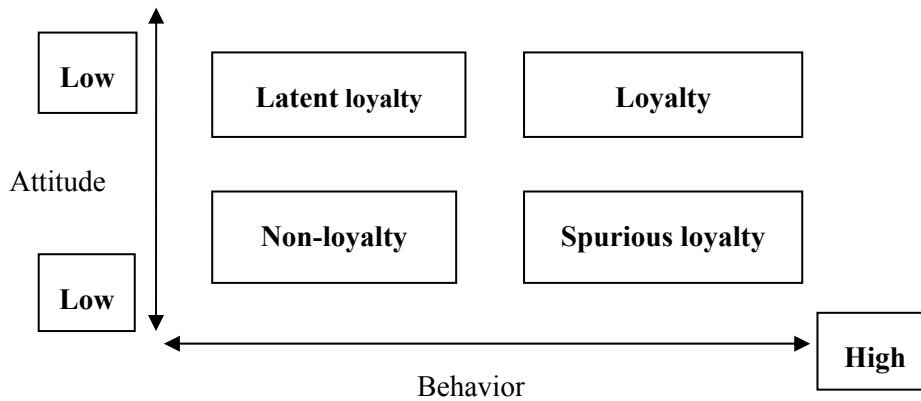 Low
Latent loyalty
Loyalty
Attitude
Non-loyalty
Spurious loyalty
Low
High
Behavior